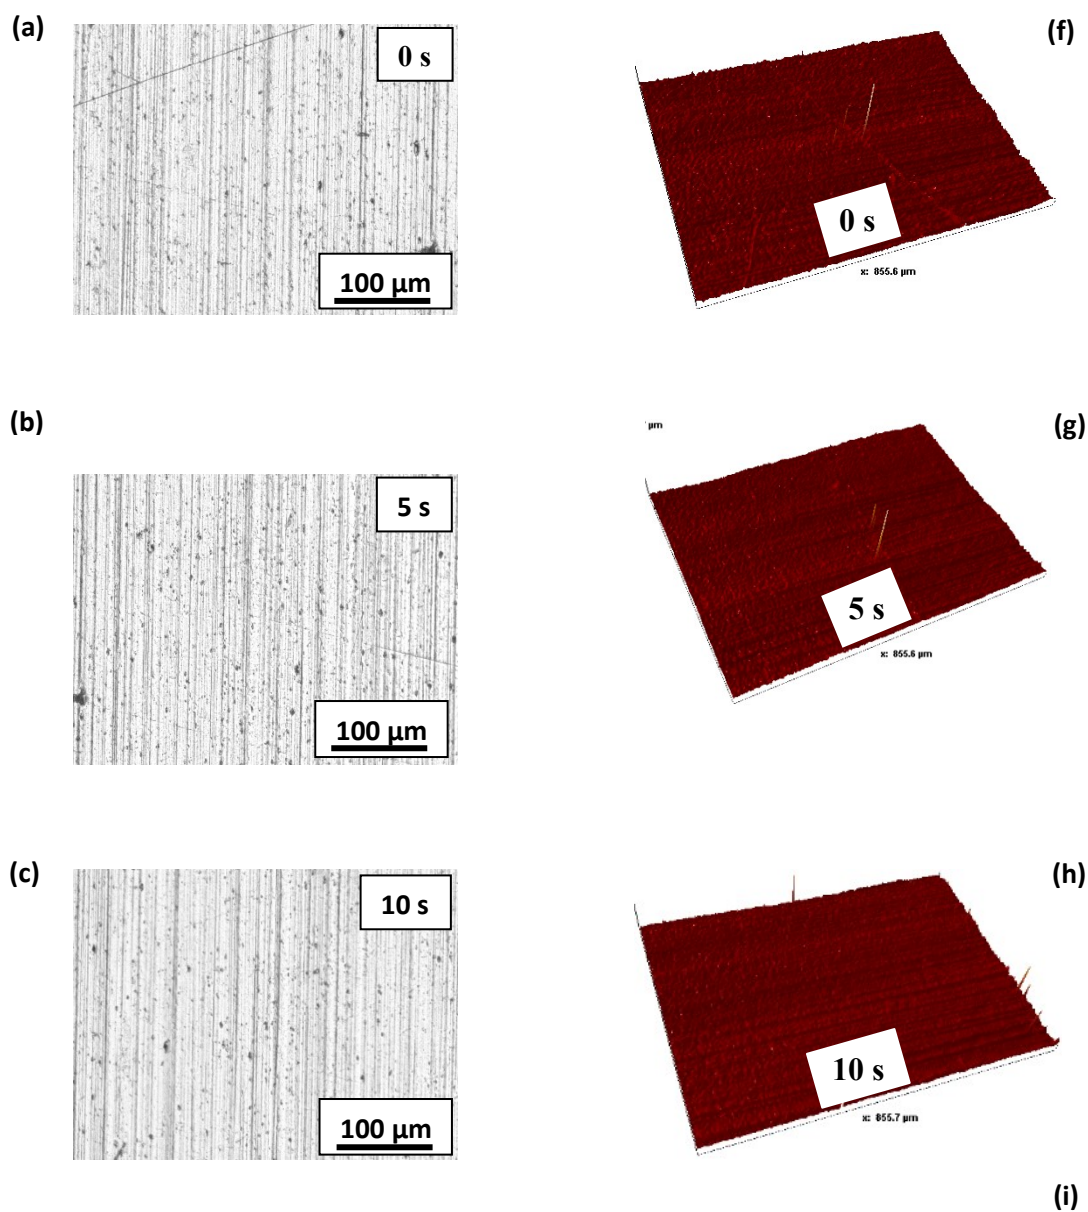 (a)
0 s
100 µm
(f)
0 s
x: 855.6 µm
(b)
5 s
100 µm
µm
(g)
5 s
x: 855.6 µm
(c)
10 s
100 µm
(h)
10 s
x: 855.7 µm
(i)